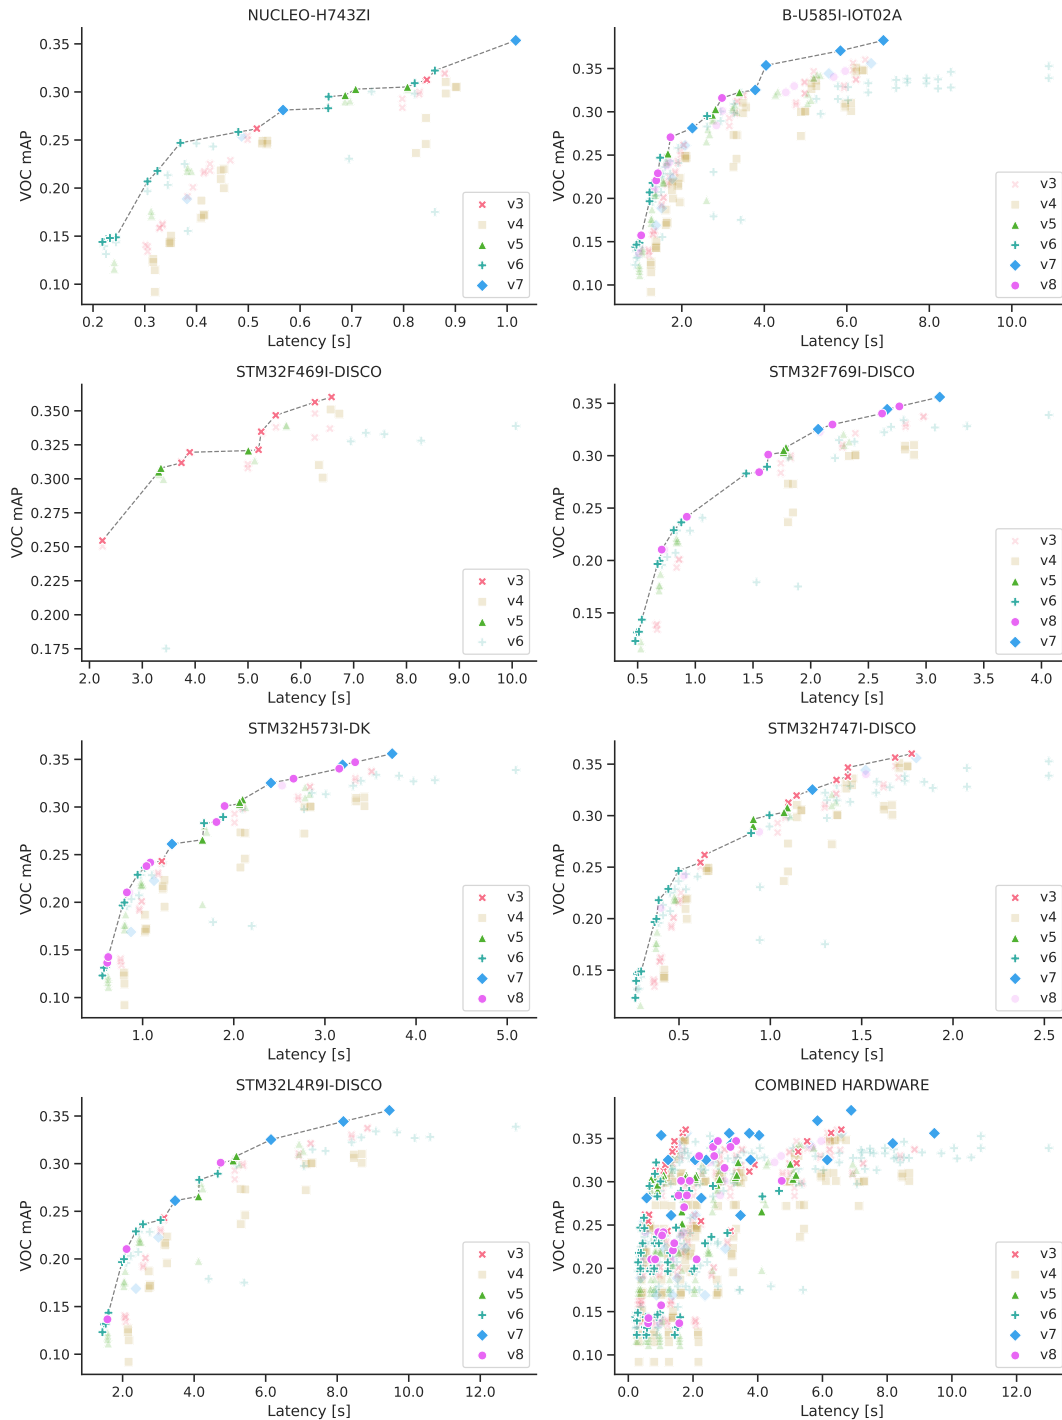 NUCLEO-H743ZI
VOC mAP
0.35
0.30
0.25
0.20
0.15
0.10
v3
v4
v5
v6
v7
0.2 0.3 0.4 0.5 0.6 0.7 0.8 0.9 1.0
Latency [s]
B-U585I-IOT02A
VOC mAP
0.35
0.30
0.25
0.20
0.15
0.10
v3
v4
v5
v6
v7
v8
2.0 4.0 6.0 8.0 10.0
Latency [s]
STM32F469I-DISCO
VOC mAP
0.350
0.325
0.300
0.275
0.250
0.225
0.200
0.175
v3
v4
v5
v6
2.0 3.0 4.0 5.0 6.0 7.0 8.0 9.0 10.0
Latency [s]
STM32F769I-DISCO
VOC mAP
0.35
0.30
0.25
0.20
0.15
v3
v4
v5
v6
v8
v7
0.5 1.0 1.5 2.0 2.5 3.0 3.5 4.0
Latency [s]
STM32H573I-DK
VOC mAP
0.35
0.30
0.25
0.20
0.15
0.10
v3
v4
v5
v6
v7
v8
1.0 2.0 3.0 4.0 5.0
Latency [s]
STM32H747I-DISCO
VOC mAP
0.35
0.30
0.25
0.20
0.15
v3
v4
v5
v6
v7
v8
0.5 1.0 1.5 2.0 2.5
Latency [s]
STM32L4R9I-DISCO
VOC mAP
0.35
0.30
0.25
0.20
0.15
0.10
v3
v4
v5
v6
v7
v8
2.0 4.0 6.0 8.0 10.0 12.0
Latency [s]
COMBINED HARDWARE
VOC mAP
0.35
0.30
0.25
0.20
0.15
0.10
v3
v4
v5
v6
v7
v8
0.0 2.0 4.0 6.0 8.0 10.0 12.0
Latency [s]